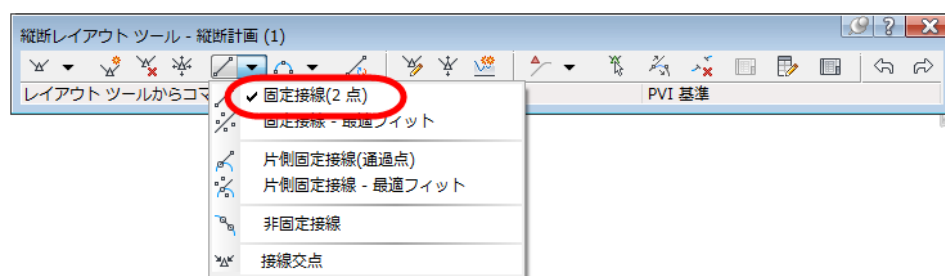 縦断レイアウト ツール - 縦断計画 (1)
レイアウト ツールからコマ
PVI 基準
固定接線(2 点)
固定接線 - 最適フィット
片側固定接線(通過点)
片側固定接線 - 最適フィット
非固定接線
接線交点